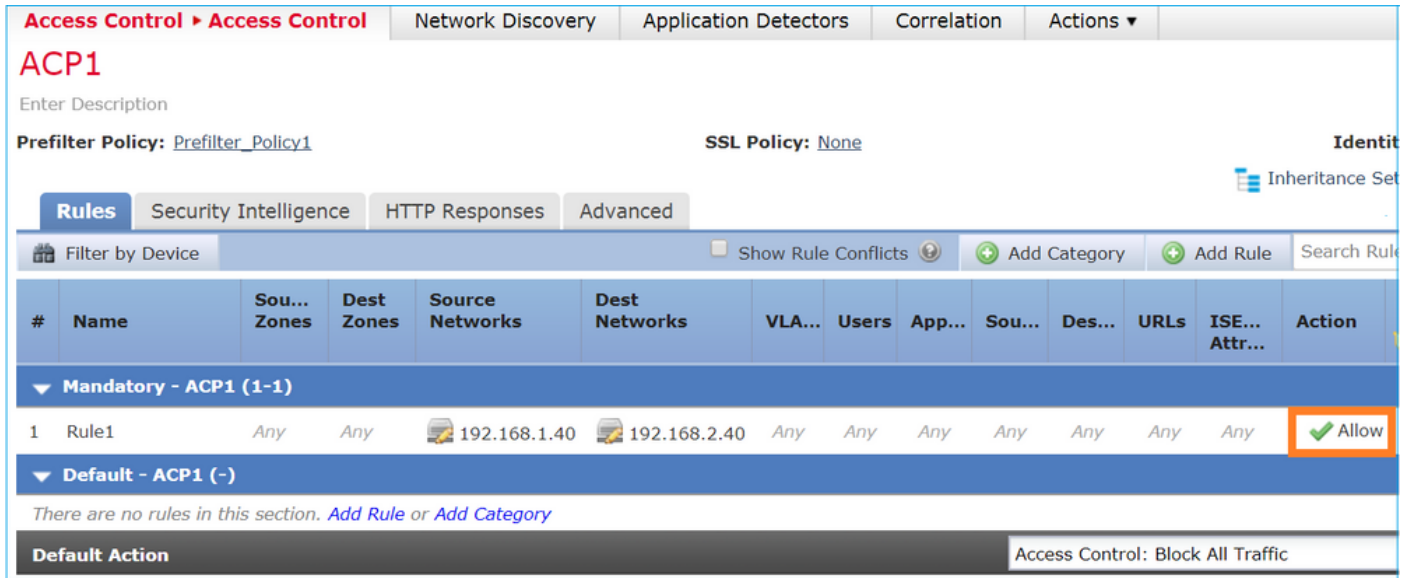 Access Control ▸ Access Control Network Discovery Application Detectors Correlation Actions ▾
ACP1
Enter Description
Prefilter Policy: Prefilter_Policy1 SSL Policy: None Identit
Inheritance Set
Rules Security Intelligence HTTP Responses Advanced
Filter by Device Show Rule Conflicts Add Category Add Rule Search Rule
# Name Sou... Zones Dest Zones Source Networks Dest Networks VLA... Users App... Sou... Des... URLs ISE... Attr... Action
Mandatory - ACP1 (1-1)
1 Rule1 Any Any 192.168.1.40 192.168.2.40 Any Any Any Any Any Any Any Allow
Default - ACP1 (-)
There are no rules in this section. Add Rule or Add Category
Default Action Access Control: Block All Traffic